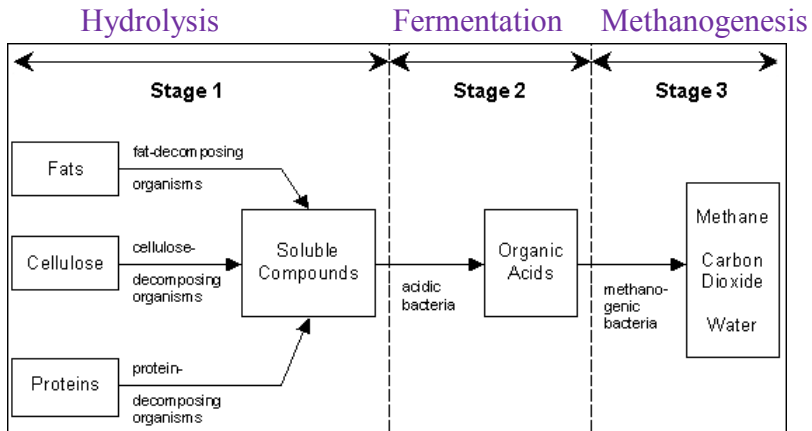 Hydrolysis Fermentation Methanogenesis
Stage 1 Stage 2 Stage 3
Fats
fat-decomposing
organisms
Cellulose
cellulose-
decomposing
organisms
Proteins
protein-
decomposing
organisms
Soluble
Compounds
acidic
bacteria
Organic
Acids
methano-
genic
bacteria
Methane
Carbon
Dioxide
Water